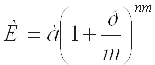 Ḕ = ὰ(1 + ð/m)^{nm}